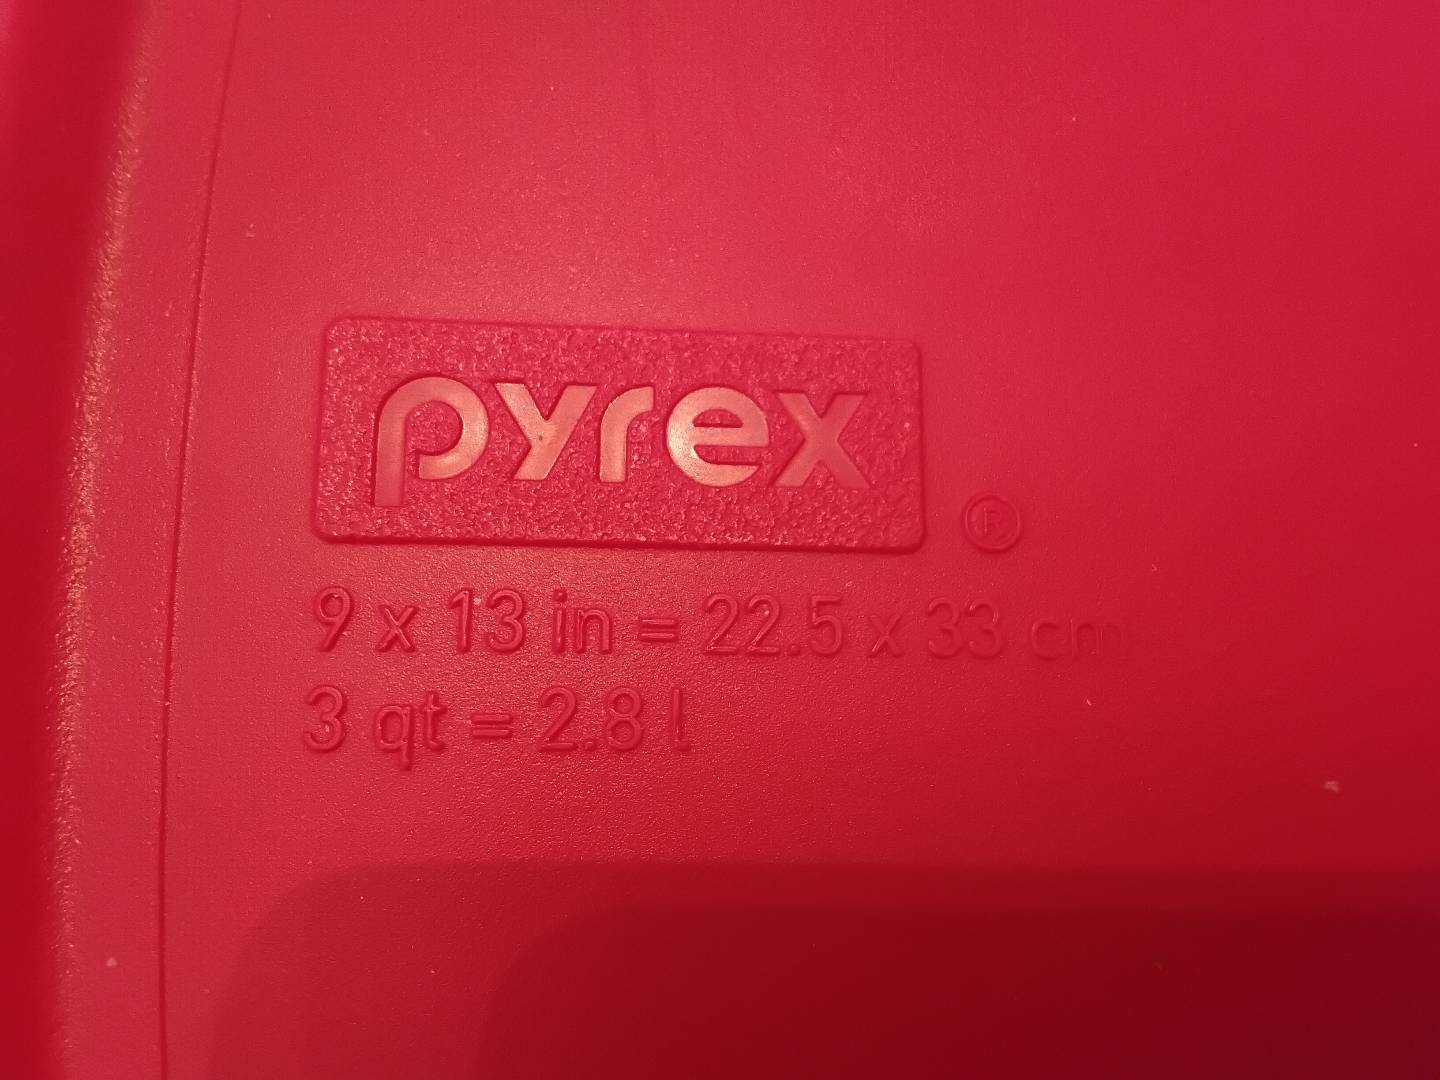 pyrex ®
9 x 13 in = 22.5 x 33 cm
3 qt = 2.8 l